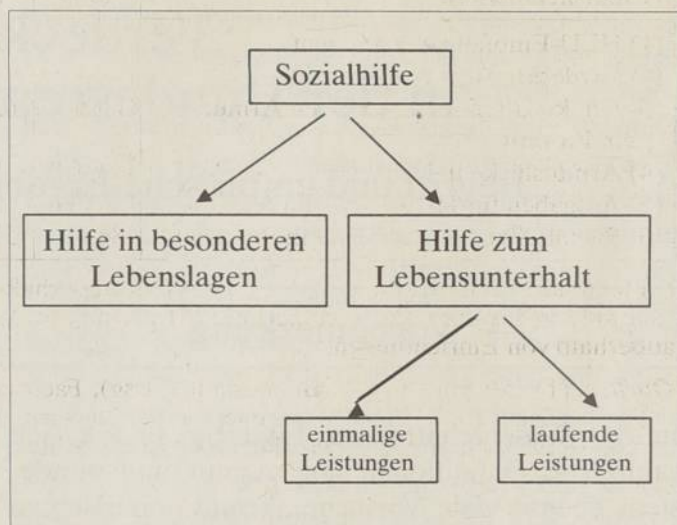 Sozialhilfe
Hilfe in besonderen
Lebenslagen
Hilfe zum
Lebensunterhalt
einmalige
Leistungen
laufende
Leistungen